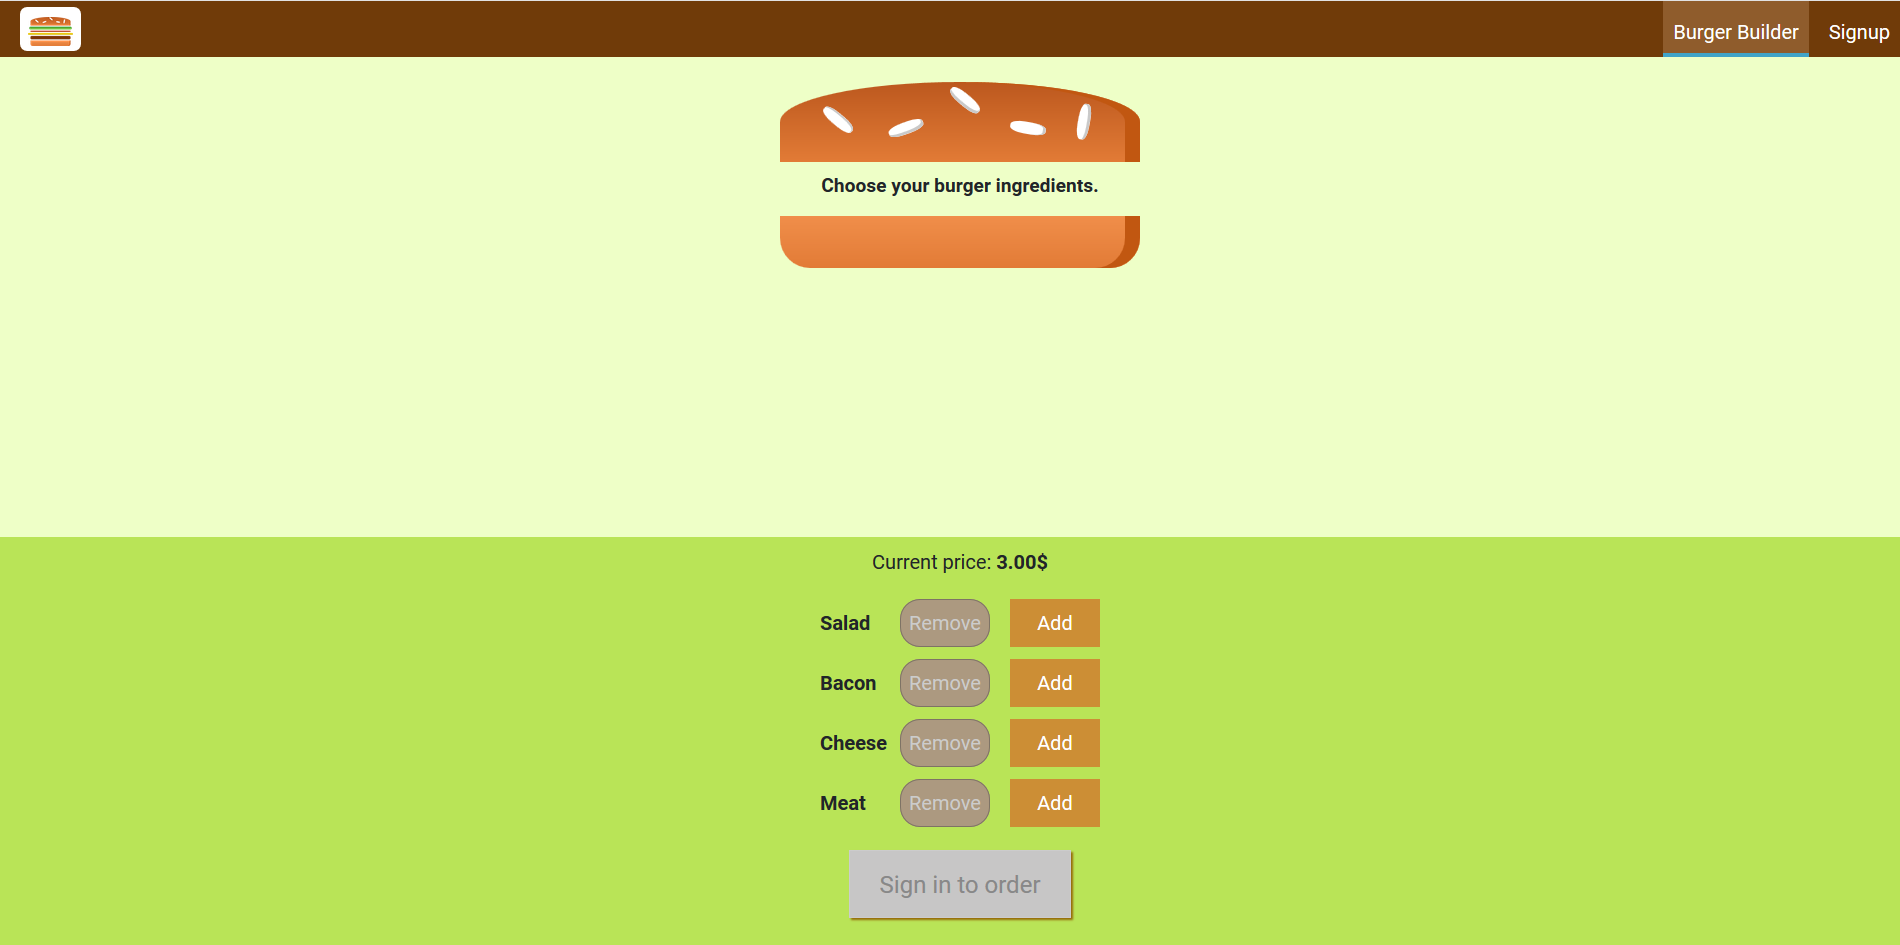 Burger Builder Signup
Choose your burger ingredients.
Current price: 3.00$
Salad Remove Add
Bacon Remove Add
Cheese Remove Add
Meat Remove Add
Sign in to order